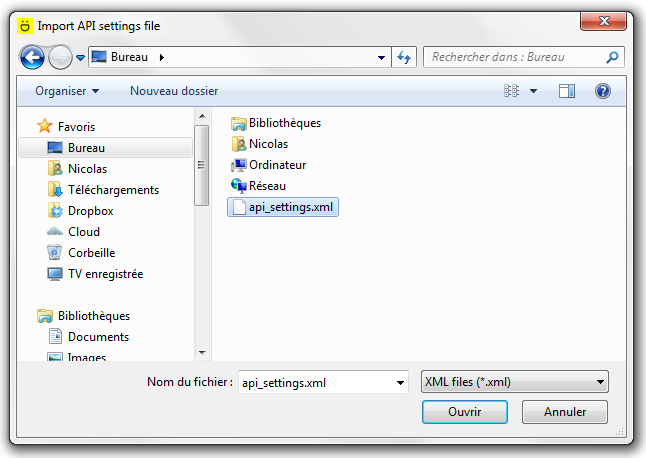 Import API settings file
Bureau
Rechercher dans : Bureau
Organiser
Nouveau dossier
Favoris
Bureau
Nicolas
Téléchargements
Dropbox
Cloud
Corbeille
TV enregistrée
Bibliothèques
Documents
Images
Bibliothèques
Nicolas
Ordinateur
Réseau
api_settings.xml
Nom du fichier :
api_settings.xml
XML files (*.xml)
Ouvrir
Annuler